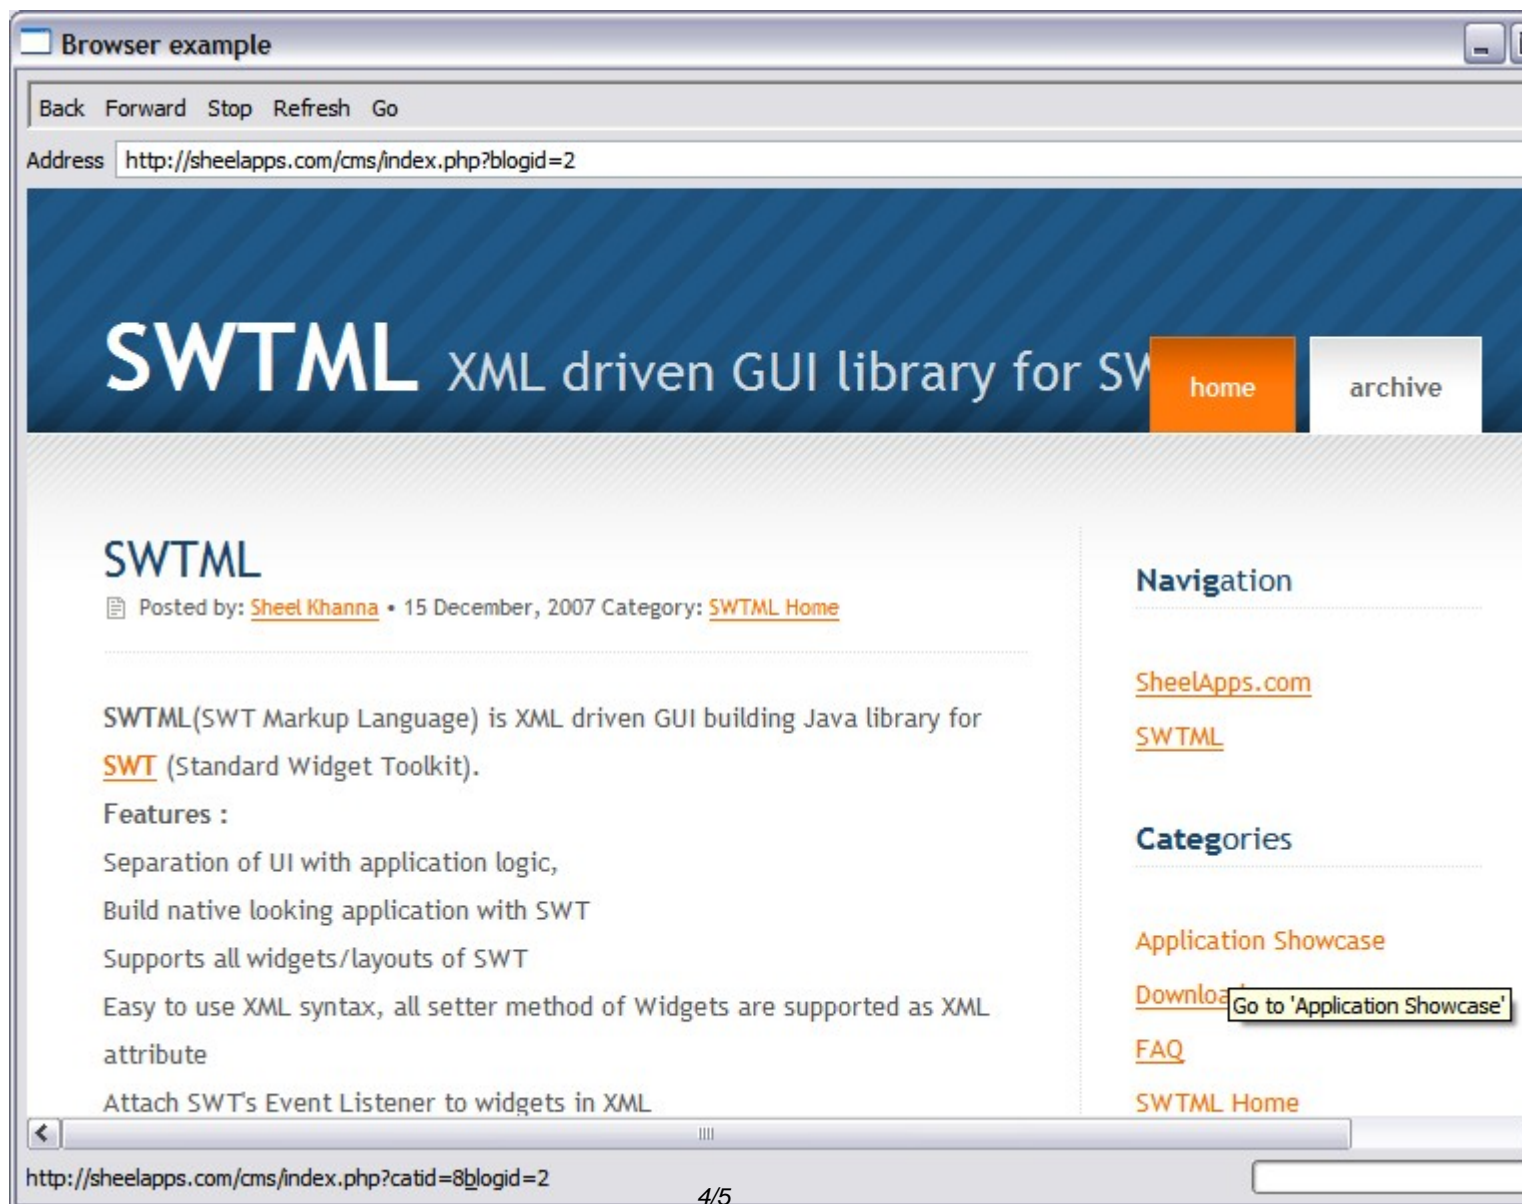 Browser example
Back Forward Stop Refresh Go
Address http://sheelapps.com/cms/index.php?blogid=2
SWTML XML driven GUI library for SW
home
archive
SWTML
Posted by: Sheel Khanna • 15 December, 2007 Category: SWTML Home
SWTML(SWT Markup Language) is XML driven GUI building Java library for
SWT (Standard Widget Toolkit).
Features :
Separation of UI with application logic,
Build native looking application with SWT
Supports all widgets/layouts of SWT
Easy to use XML syntax, all setter method of Widgets are supported as XML
attribute
Attach SWT's Event Listener to widgets in XML
Navigation
SheelApps.com
SWTML
Categories
Application Showcase
Go to 'Application Showcase'
FAQ
SWTML Home
http://sheelapps.com/cms/index.php?catid=8blogid=2
4/5